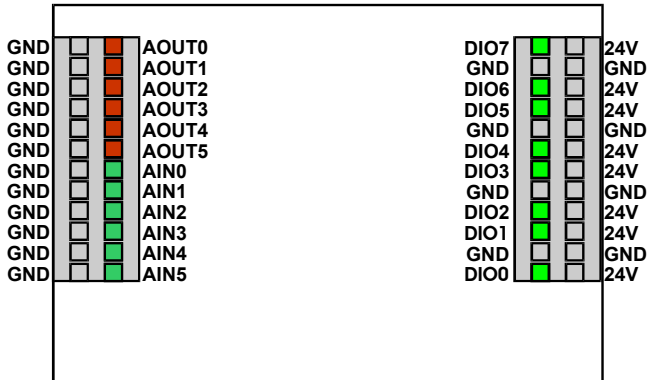 GND AOUT0 DIO7 24V
GND AOUT1 GND GND
GND AOUT2 DIO6 24V
GND AOUT3 DIO5 24V
GND AOUT4 GND GND
GND AOUT5 DIO4 24V
GND AIN0 DIO3 24V
GND AIN1 GND GND
GND AIN2 DIO2 24V
GND AIN3 DIO1 24V
GND AIN4 GND GND
GND AIN5 DIO0 24V